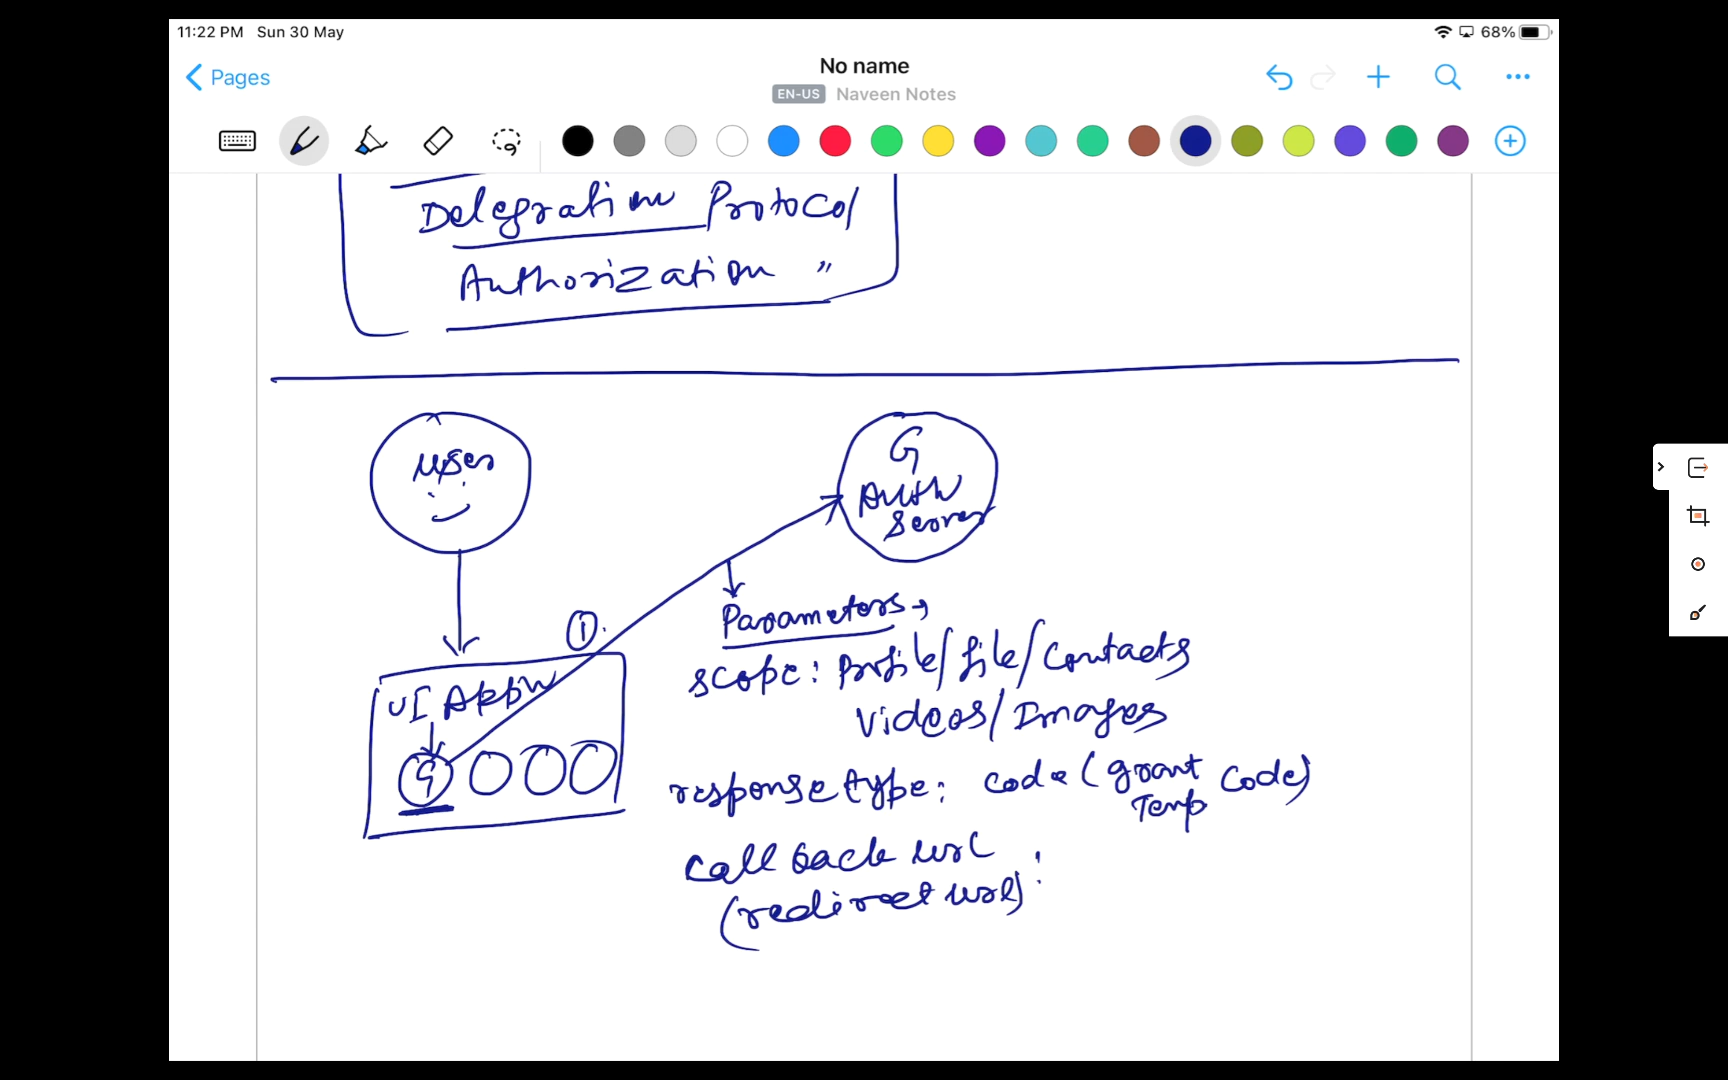 11:22 PM Sun 30 May
68%
Pages
No name
EN-US Naveen Notes
Delegration Protocol
Authorization "
user
G
Auth
Server
①
Parameters →
UI App
scope: Profile/file/Contacts
Videos/Images
G
response type: code (grant Code)
Temp
Call back url
(redirect url) :